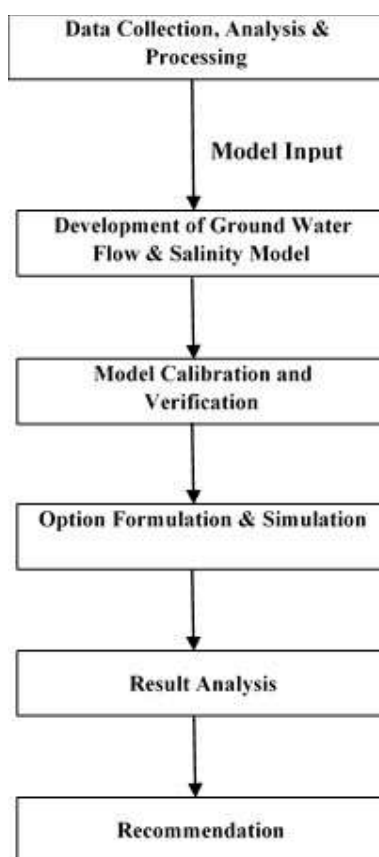 Data Collection, Analysis &
Processing
Model Input
Development of Ground Water
Flow & Salinity Model
Model Calibration and
Verification
Option Formulation & Simulation
Result Analysis
Recommendation